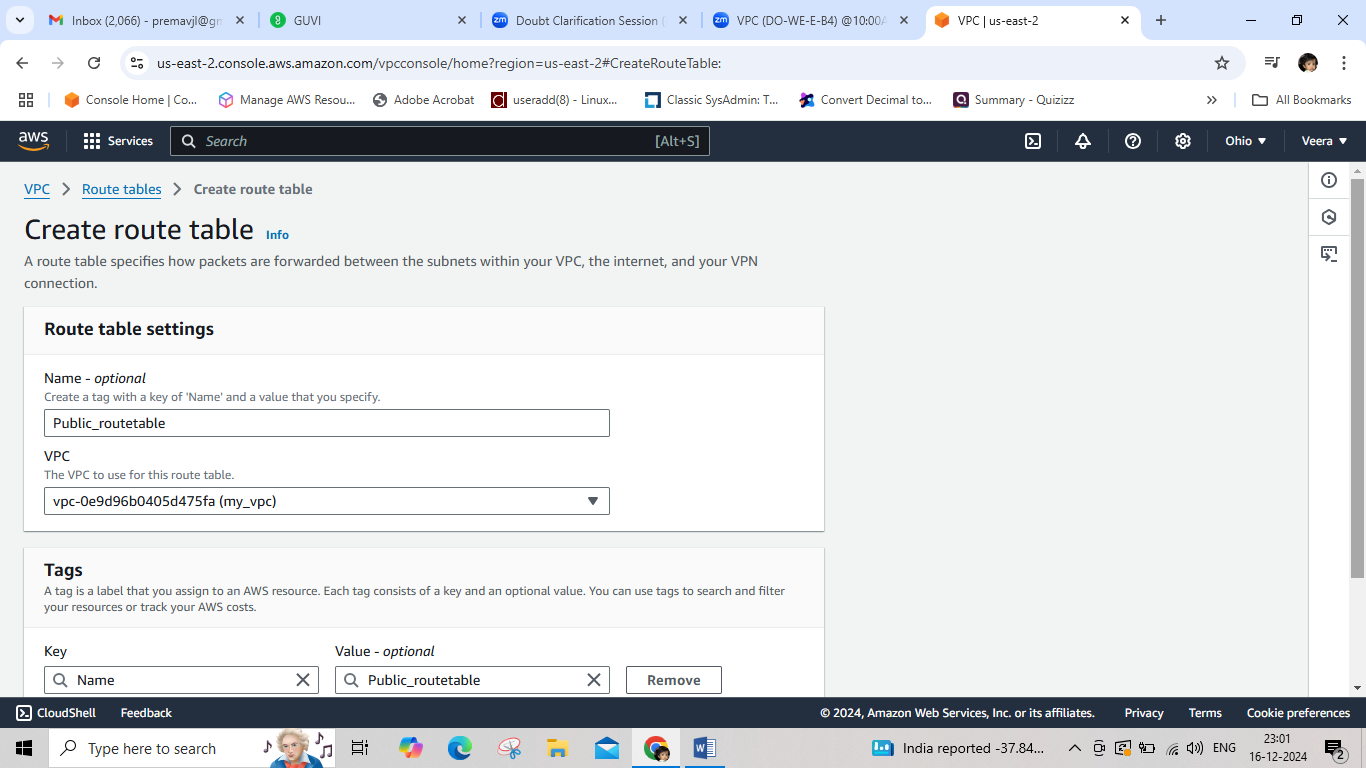 Inbox (2,066) - premavjl@gm
GUVI
Doubt Clarification Session (
VPC (DO-WE-E-B4) @10:00A
VPC | us-east-2
us-east-2.console.aws.amazon.com/vpcconsole/home?region=us-east-2#CreateRouteTable:
Console Home | Co...
Manage AWS Resou...
Adobe Acrobat
useradd(8) - Linux...
Classic SysAdmin: T...
Convert Decimal to...
Summary - Quizizz
All Bookmarks
aws
Services
Search
[Alt+S]
Ohio
Veera
VPC
Route tables
Create route table
Create route table
Info
A route table specifies how packets are forwarded between the subnets within your VPC, the internet, and your VPN
connection.
Route table settings
Name - optional
Create a tag with a key of 'Name' and a value that you specify.
Public_routetable
VPC
The VPC to use for this route table.
vpc-0e9d96b0405d475fa (my_vpc)
Tags
A tag is a label that you assign to an AWS resource. Each tag consists of a key and an optional value. You can use tags to search and filter
your resources or track your AWS costs.
Key
Value - optional
Name
Public_routetable
Remove
CloudShell
Feedback
© 2024, Amazon Web Services, Inc. or its affiliates.
Privacy
Terms
Cookie preferences
Type here to search
India reported -37.84...
ENG
23:01
16-12-2024
2